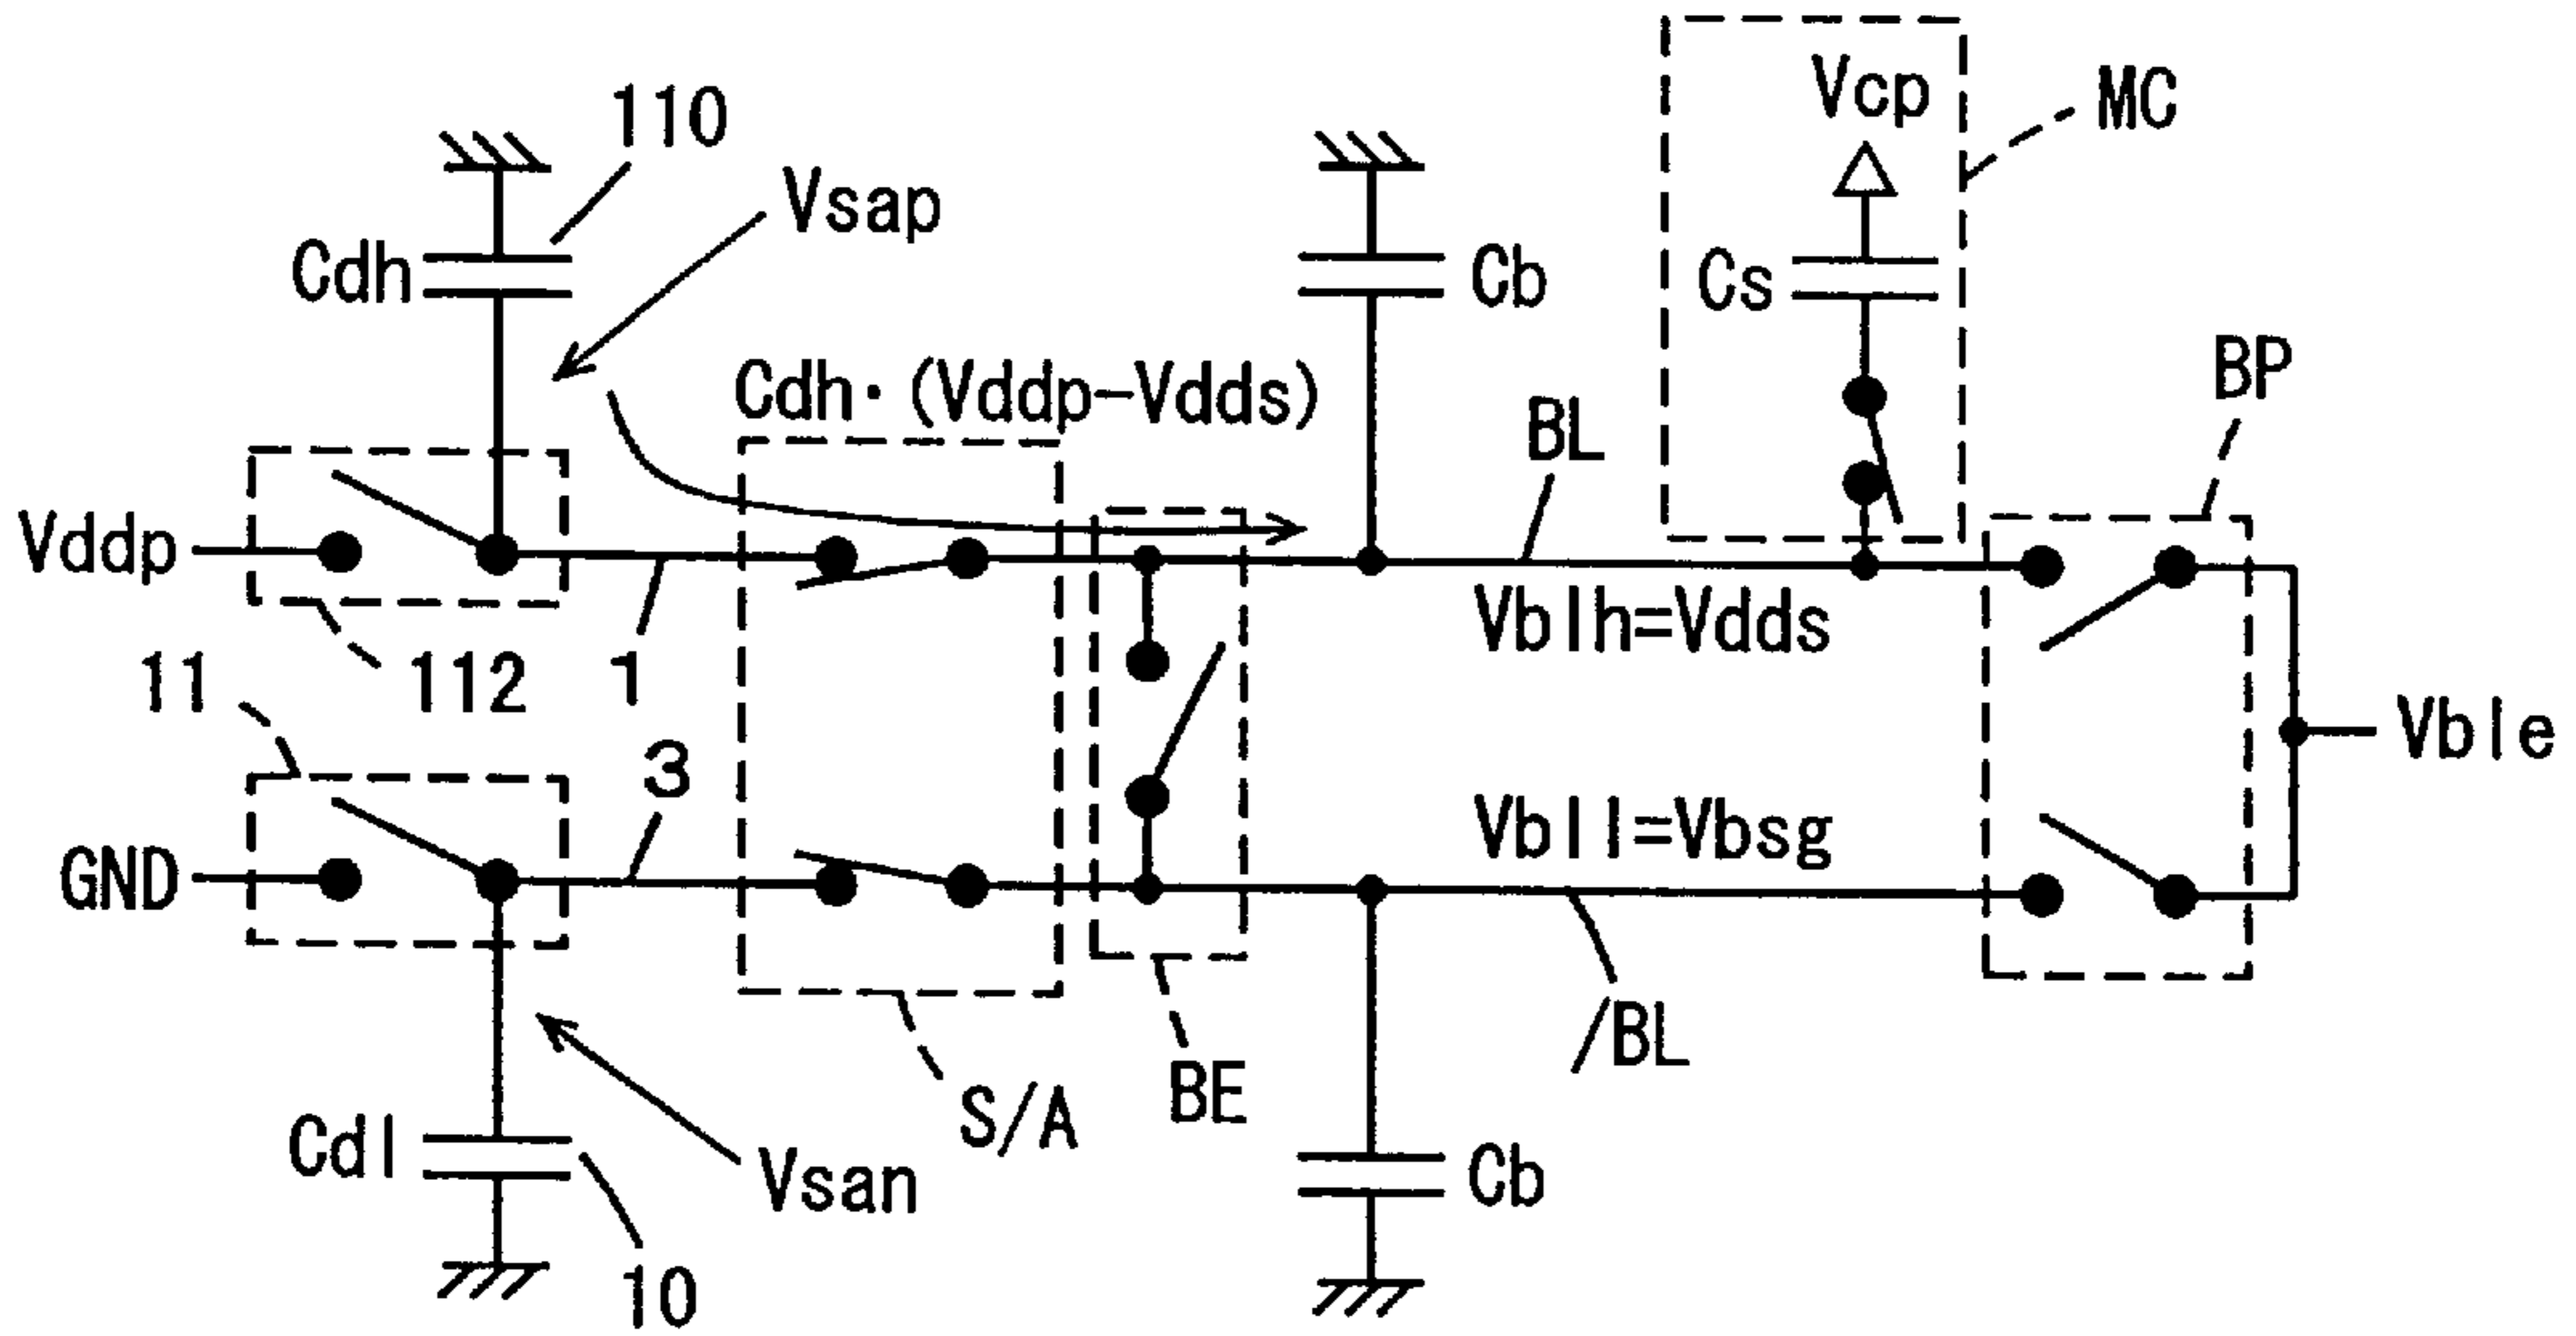 Vcp
MC
110
Vsap
Cdh
Cb
Cs
Cdh·(Vddp-Vdds)
BL
BP
Vddp
Vblh=Vdds
11
112
1
3
Vble
GND
Vbll=Vbsg
/BL
BE
S/A
Cdl
Vsan
Cb
10